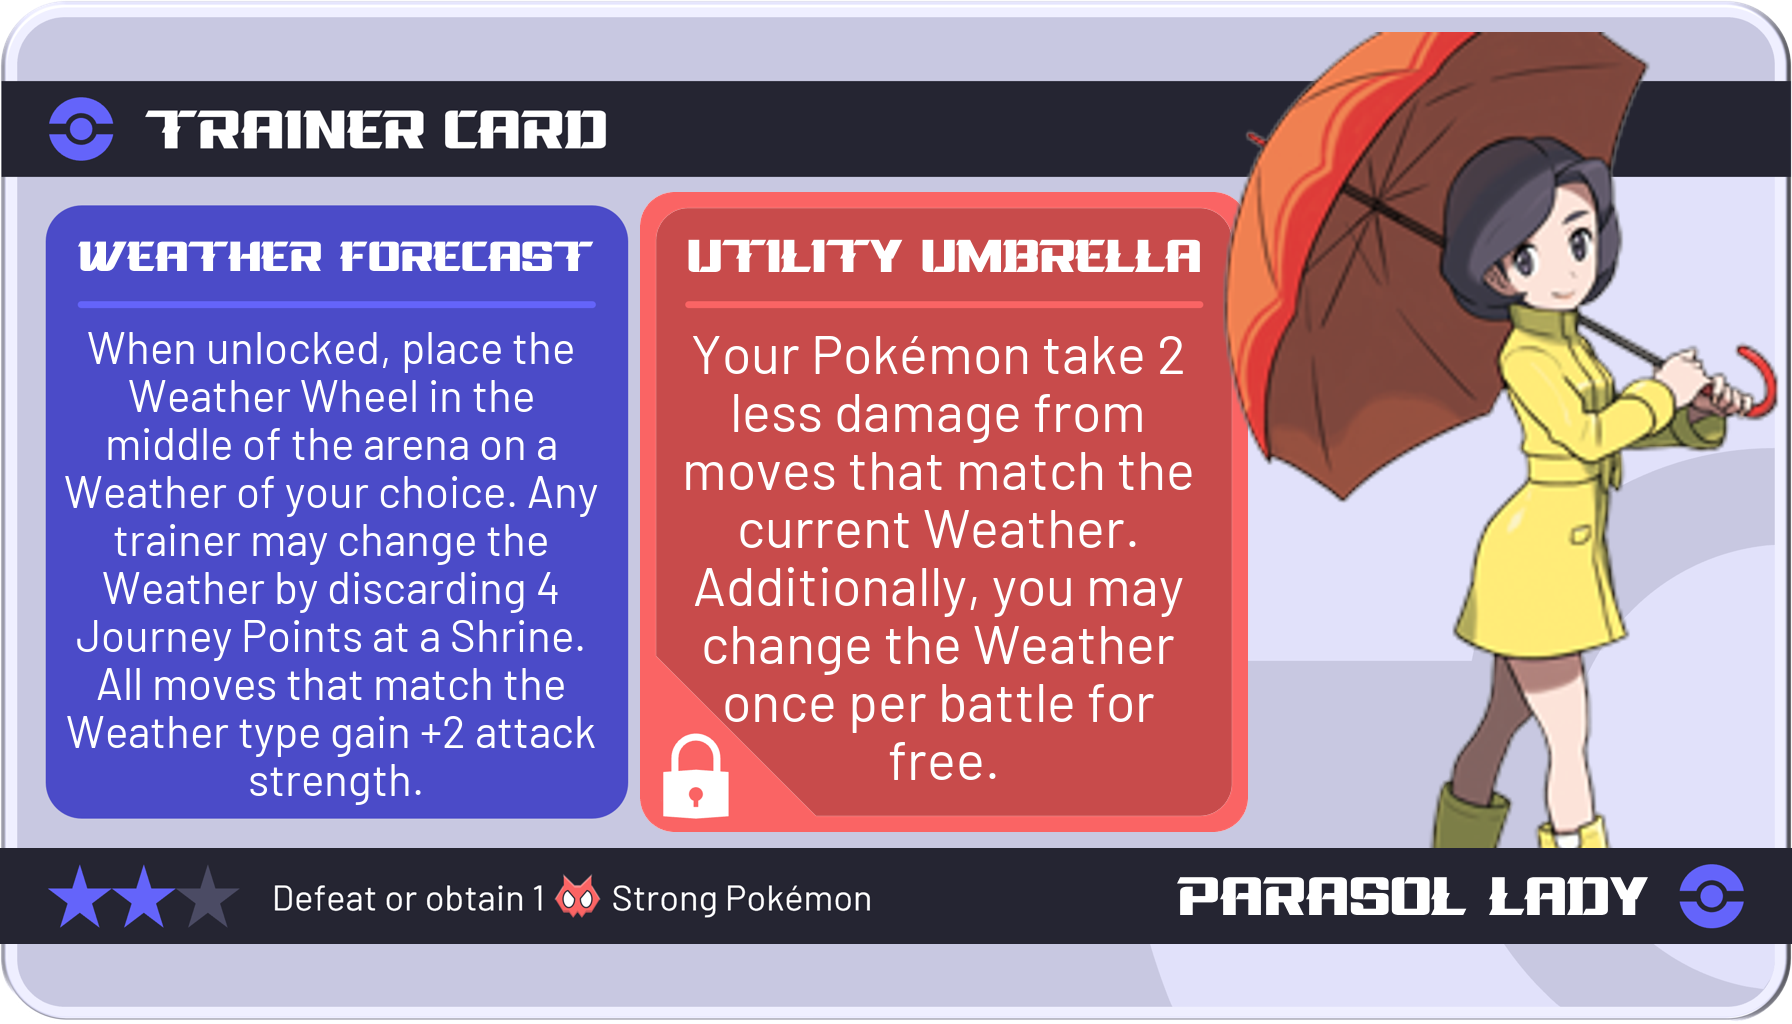 TRAINER CARD
WEATHER FORECAST
When unlocked, place the
Weather Wheel in the
middle of the arena on a
Weather of your choice. Any
trainer may change the
Weather by discarding 4
Journey Points at a Shrine.
All moves that match the
Weather type gain +2 attack
strength.
UTILITY UMBRELLA
Your Pokémon take 2
less damage from
moves that match the
current Weather.
Additionally, you may
change the Weather
once per battle for
free.
Defeat or obtain 1 Strong Pokémon
PARASOL LADY